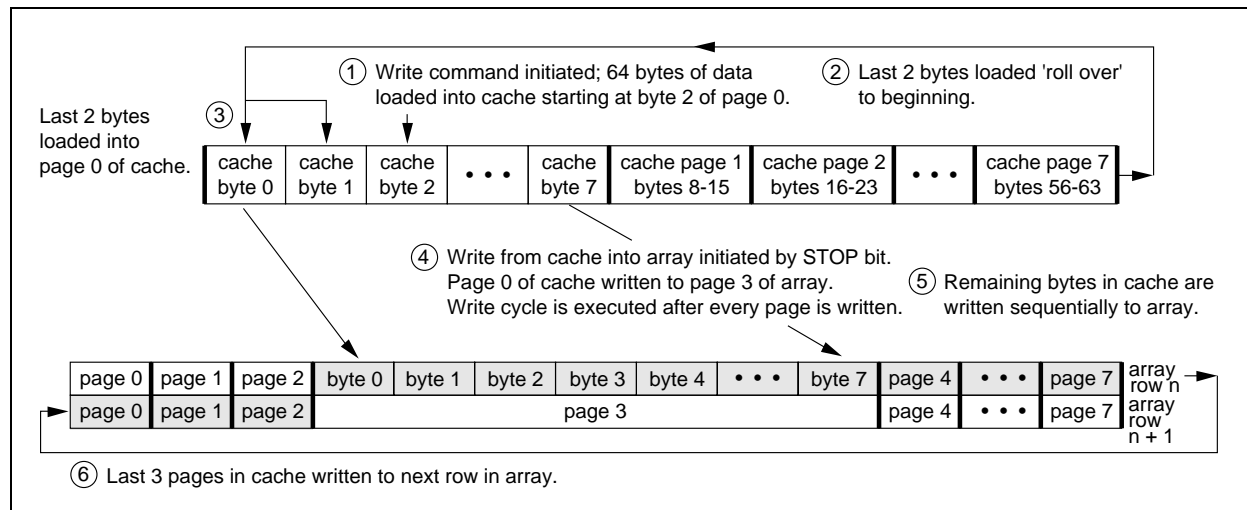 ① Write command initiated; 64 bytes of data
loaded into cache starting at byte 2 of page 0.
② Last 2 bytes loaded 'roll over'
to beginning.
③ Last 2 bytes
loaded into
page 0 of cache.
cache byte 0 cache byte 1 cache byte 2 • • • cache byte 7 cache page 1 bytes 8-15 cache page 2 bytes 16-23 • • • cache page 7 bytes 56-63
④ Write from cache into array initiated by STOP bit.
Page 0 of cache written to page 3 of array.
Write cycle is executed after every page is written.
⑤ Remaining bytes in cache are
written sequentially to array.
page 0 page 1 page 2 byte 0 byte 1 byte 2 byte 3 byte 4 • • • byte 7 page 4 • • • page 7 array row n
page 0 page 1 page 2 page 3 page 4 • • • page 7 array row n + 1
⑥ Last 3 pages in cache written to next row in array.